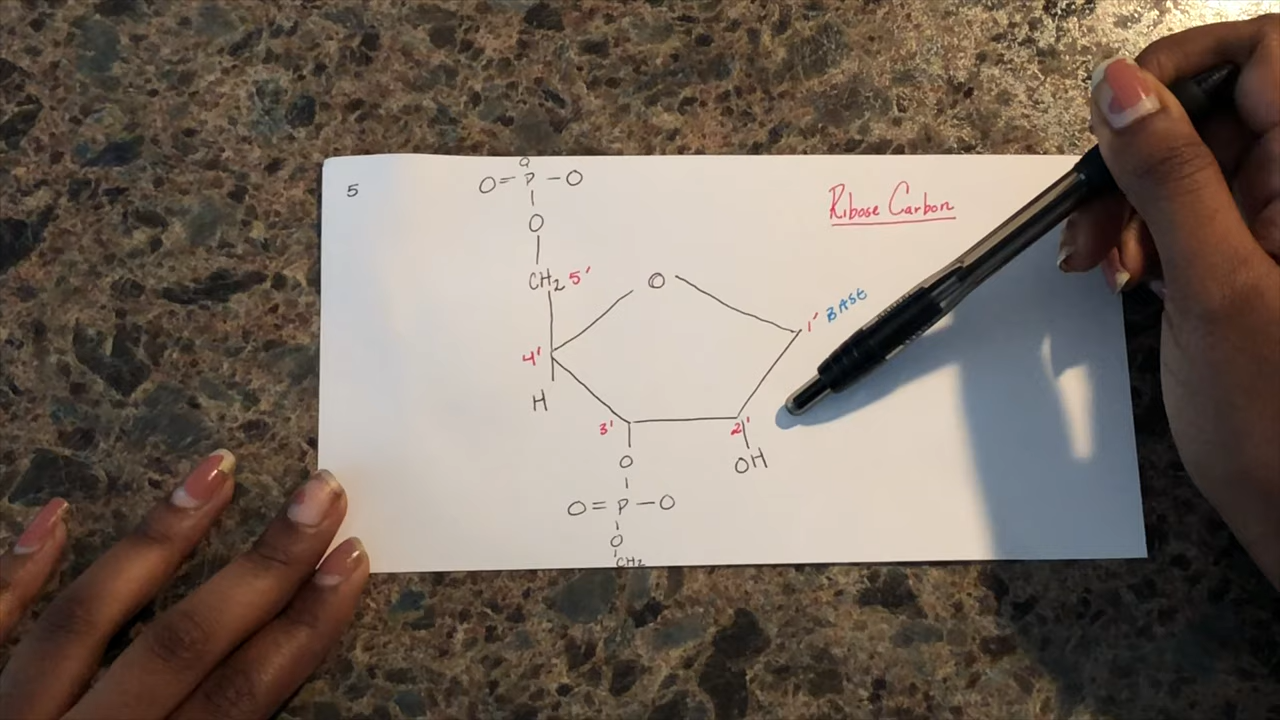 5
O
O=P-O
O
Ribose Carbon
CH2 5'
O
1' BASE
4'
H
3'
2'
O
OH
O=P-O
O
CH2